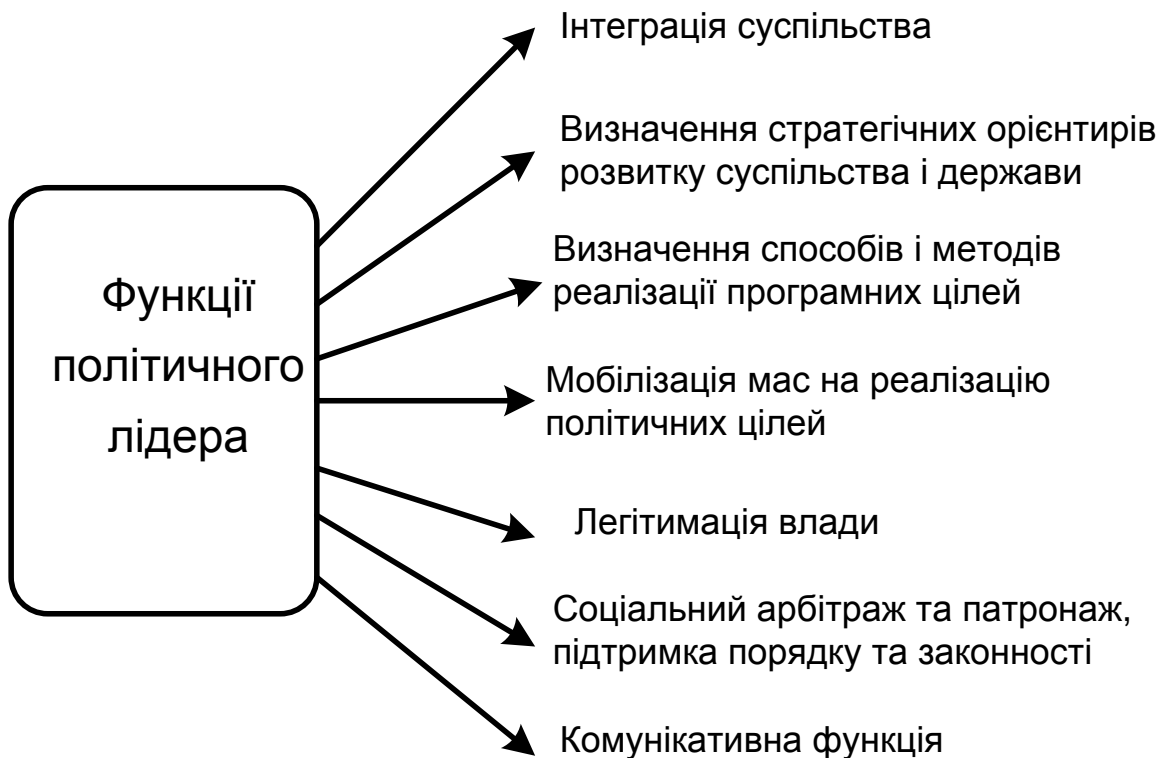 Функції
політичного
лідера
Інтеграція суспільства
Визначення стратегічних орієнтирів
розвитку суспільства і держави
Визначення способів і методів
реалізації програмних цілей
Мобілізація мас на реалізацію
політичних цілей
Легітимація влади
Соціальний арбітраж та патронаж,
підтримка порядку та законності
Комунікативна функція